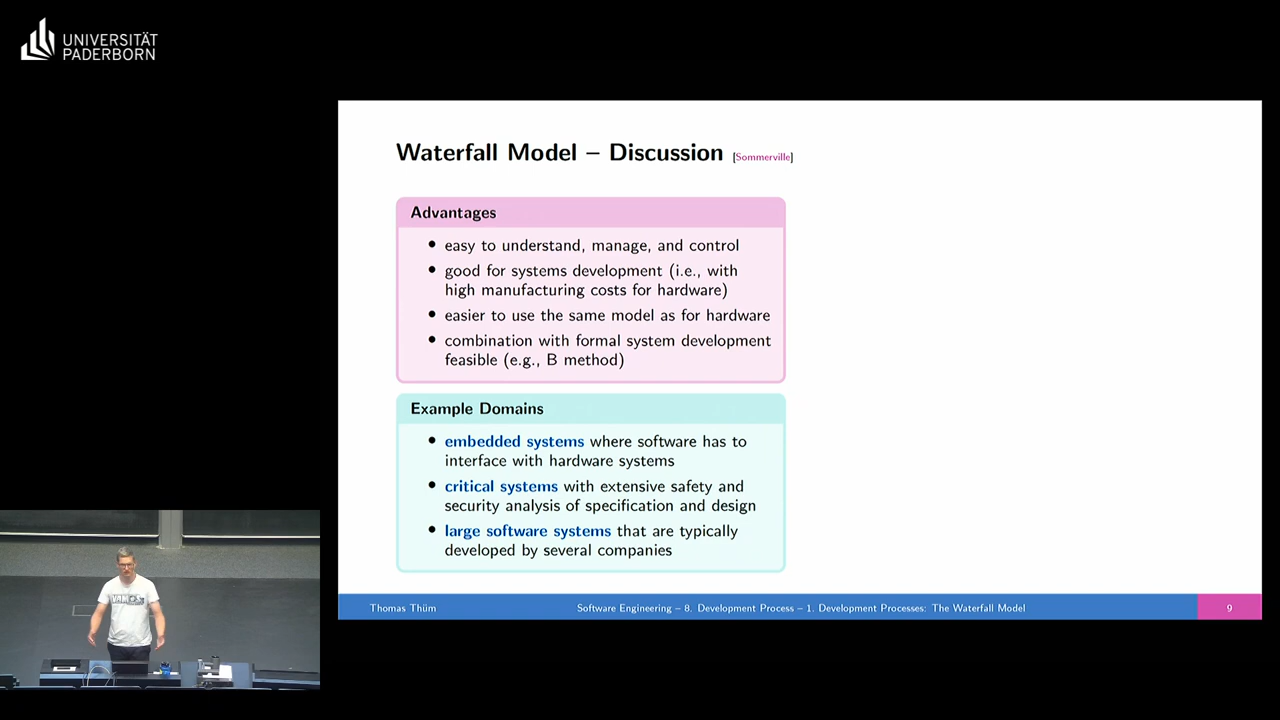 UNIVERSITÄT
PADERBORN
Waterfall Model – Discussion [Sommerville]
Advantages
• easy to understand, manage, and control
• good for systems development (i.e., with
high manufacturing costs for hardware)
• easier to use the same model as for hardware
• combination with formal system development
feasible (e.g., B method)
Example Domains
• embedded systems where software has to
interface with hardware systems
• critical systems with extensive safety and
security analysis of specification and design
• large software systems that are typically
developed by several companies
Thomas Thüm
Software Engineering – 8. Development Process – 1. Development Processes: The Waterfall Model
9